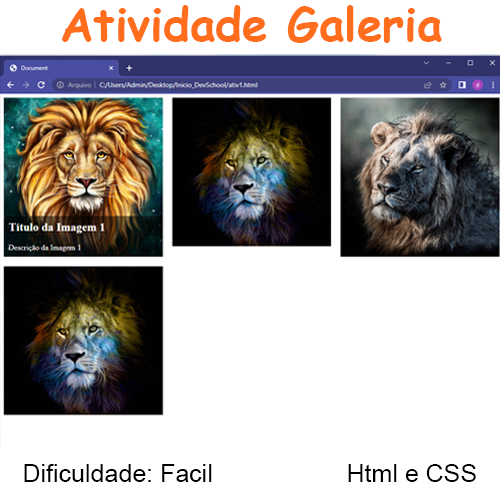 Atividade Galeria
Document
Arquivo | C:/Users/Admin/Desktop/Inicio_DevSchool/ativ1.html
Título da Imagem 1
Descrição da Imagem 1
Dificuldade: Facil
Html e CSS